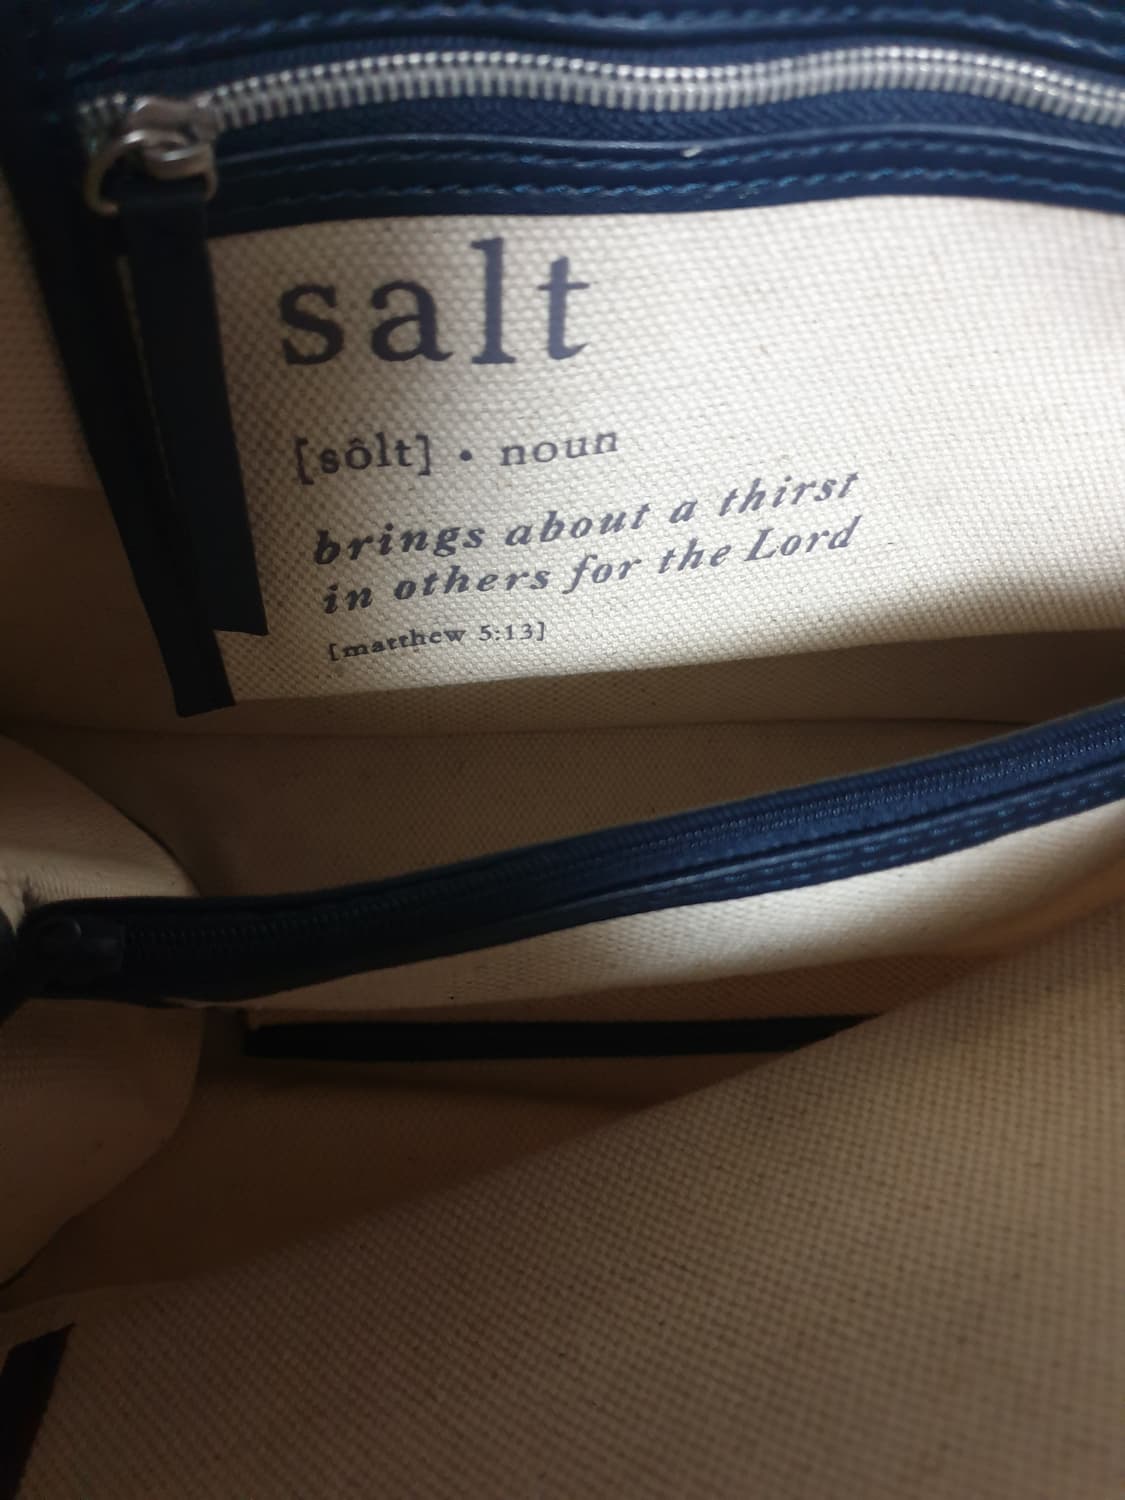 salt
[sôlt] • noun
brings about a thirst
in others for the Lord
[matthew 5:13]